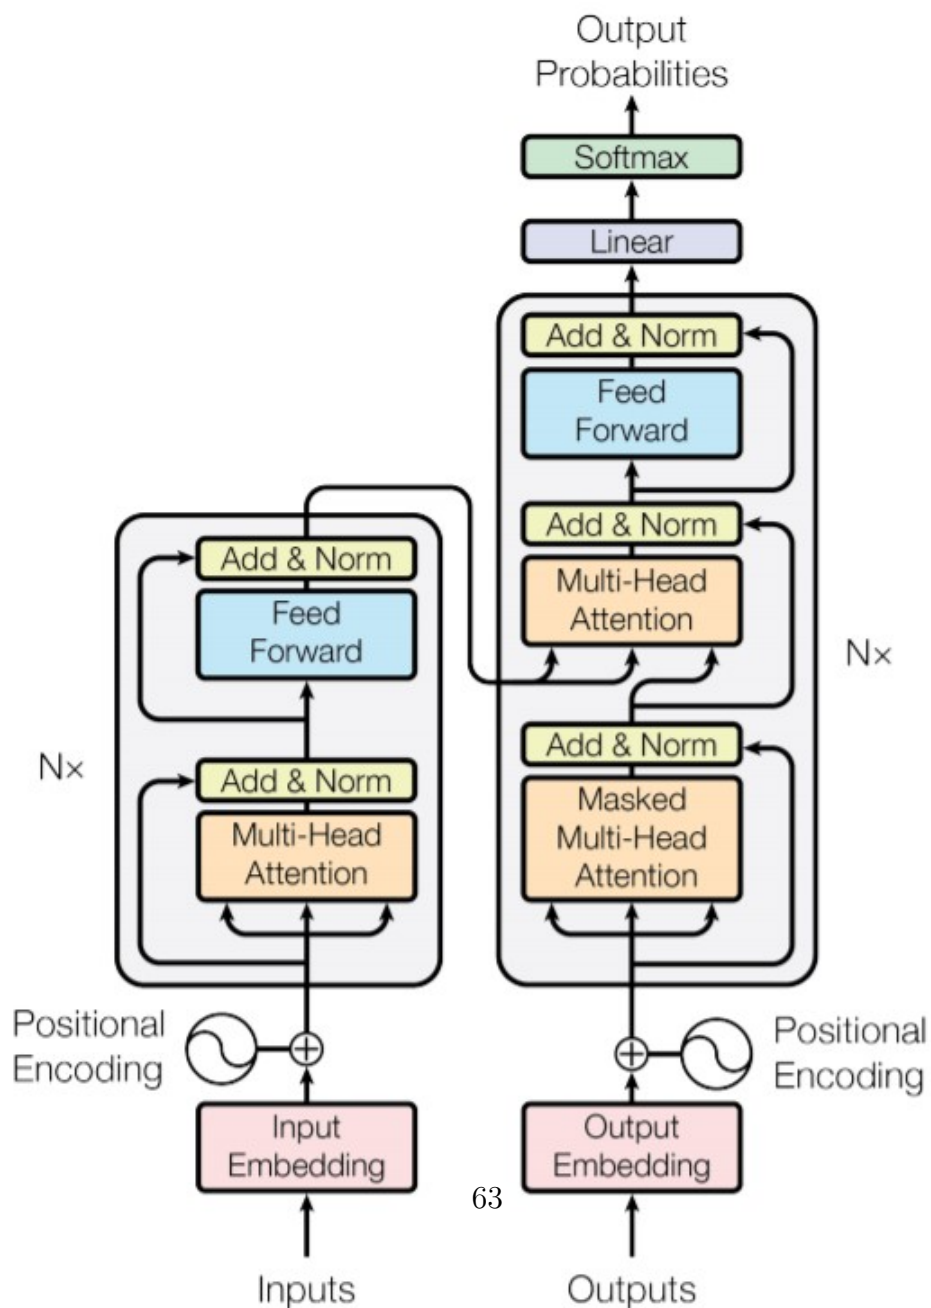 Output
Probabilities
Softmax
Linear
Add & Norm
Feed
Forward
Add & Norm
Multi-Head
Attention
Add & Norm
Masked
Multi-Head
Attention
N×
Add & Norm
Feed
Forward
Add & Norm
Multi-Head
Attention
N×
Positional
Encoding
Positional
Encoding
Input
Embedding
Output
Embedding
63
Inputs
Outputs